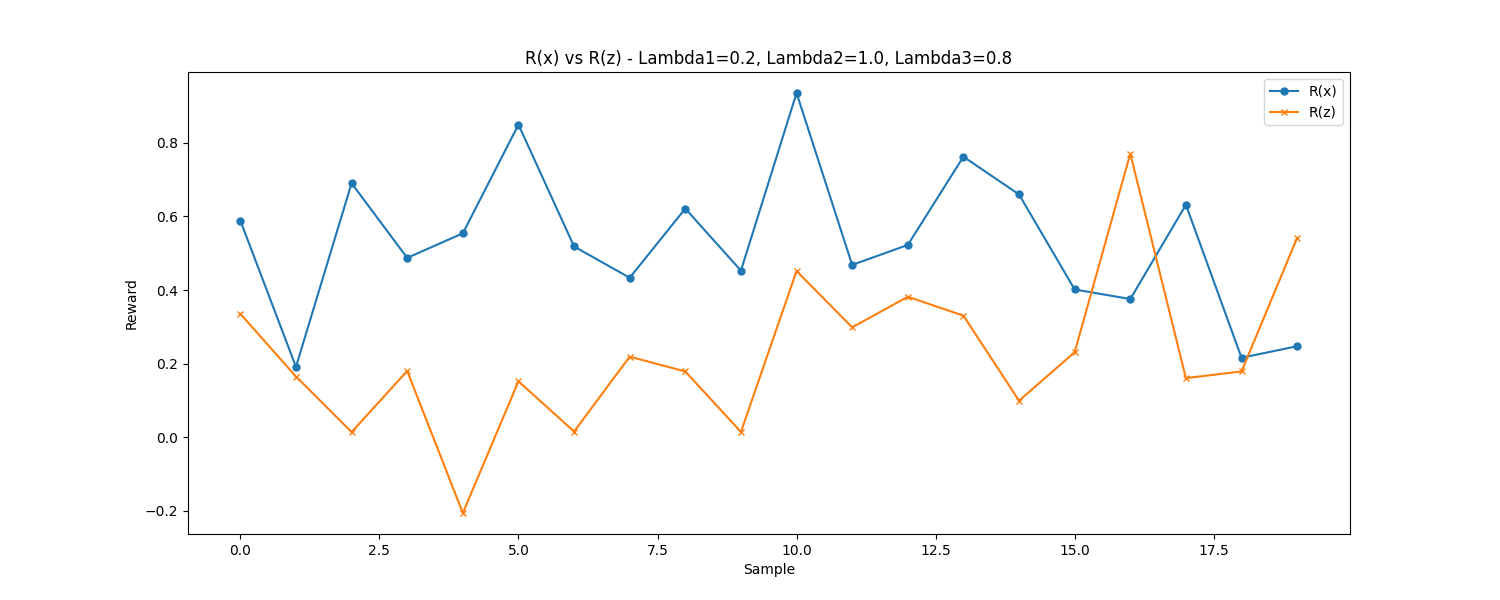 R(x) vs R(z) - Lambda1=0.2, Lambda2=1.0, Lambda3=0.8
R(x)
R(z)
Reward
0.8
0.6
0.4
0.2
0.0
−0.2
0.0 2.5 5.0 7.5 10.0 12.5 15.0 17.5
Sample